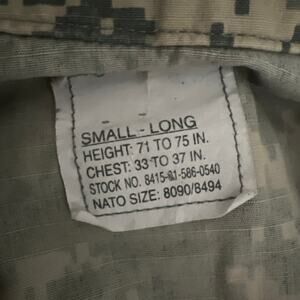 SMALL - LONG
HEIGHT: 71 TO 75 IN.
CHEST: 33 TO 37 IN.
STOCK NO. 8415-01-586-0540
NATO SIZE: 8090/8494